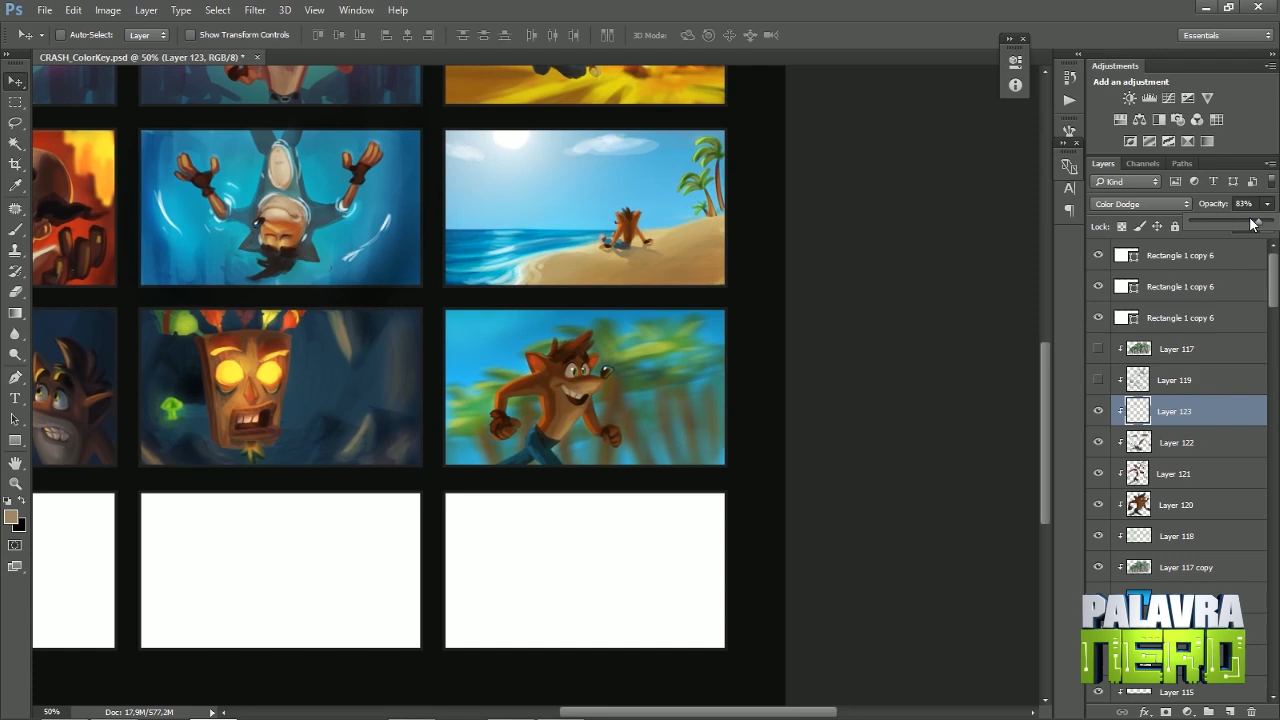 Ps File Edit Image Layer Type Select Filter 3D View Window Help
Auto-Select: Layer Show Transform Controls 3D Mode: Essentials
CRASH_ColorKey.psd @ 50% (Layer 123, RGB/8) * ×
Adjustments
Add an adjustment
Layers Channels Paths
Kind
Color Dodge Opacity: 83%
Lock:
Rectangle 1 copy 6
Rectangle 1 copy 6
Rectangle 1 copy 6
Layer 117
Layer 119
Layer 123
Layer 122
Layer 121
Layer 120
Layer 118
Layer 117 copy
PALAVRA
NERD
Layer 115
50% Doc: 17,9M/577,2M